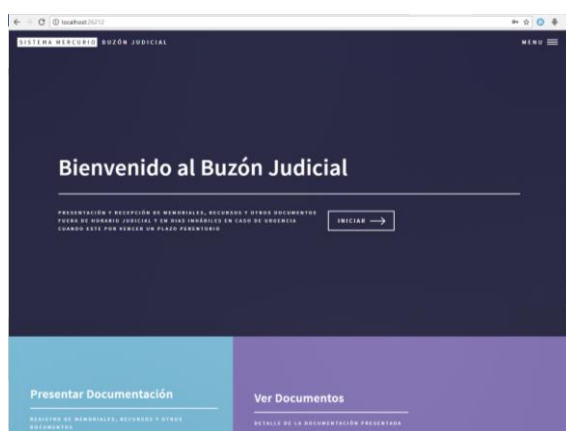 localhost:26212
SISTEMA MERCURIO BUZÓN JUDICIAL
MENU
Bienvenido al Buzón Judicial
PRESENTACIÓN Y RECEPCIÓN DE MEMORIALES, RECURSOS Y OTROS DOCUMENTOS
FUERA DE HORARIO JUDICIAL Y EN DIAS INHÁBILES EN CASO DE URGENCIA
CUANDO ESTE POR VENCER UN PLAZO PERENTORIO
INICIAR
Presentar Documentación
REGISTRO DE MEMORIALES, RECURSOS Y OTROS
DOCUMENTOS
Ver Documentos
DETALLE DE LA DOCUMENTACIÓN PRESENTADA